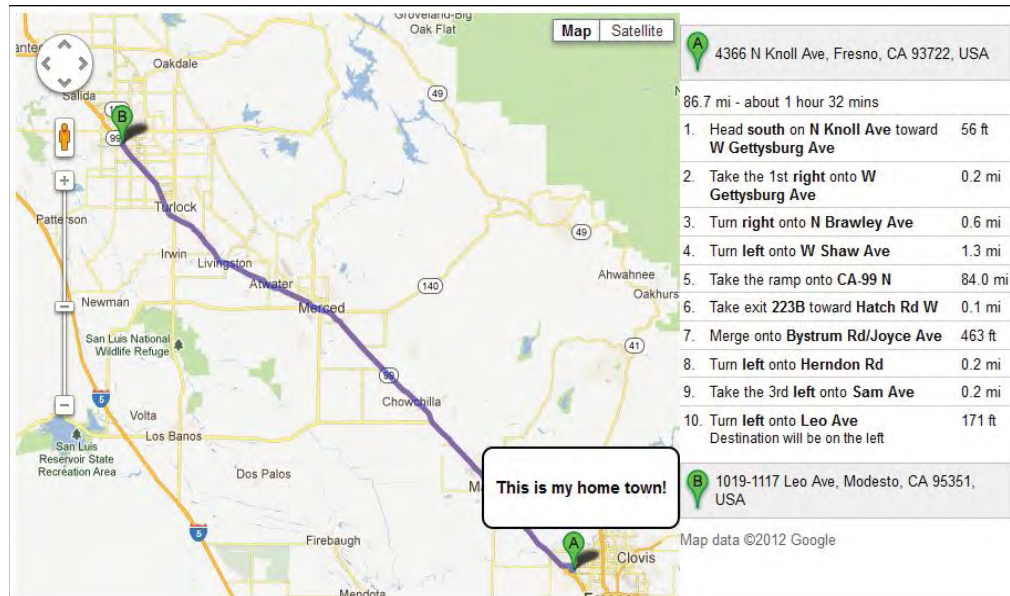 Groveland-Big
Oak Flat
Map
Satellite
Oakdale
Salida
49
B
99
Patterson
Turlock
Irwin
Livingston
49
Ahwahnee
Atwater
140
Newman
Merced
San Luis National
Wildlife Refuge
41
99
5
Chowchilla
Volta
Los Banos
San Luis
Reservoir State
Recreation Area
Dos Palos
This is my home town!
5
Firebaugh
A
Clovis
Mendota
A
4366 N Knoll Ave, Fresno, CA 93722, USA
86.7 mi - about 1 hour 32 mins
1. Head south on N Knoll Ave toward 56 ft
W Gettysburg Ave
2. Take the 1st right onto W 0.2 mi
Gettysburg Ave
3. Turn right onto N Brawley Ave 0.6 mi
4. Turn left onto W Shaw Ave 1.3 mi
5. Take the ramp onto CA-99 N 84.0 mi
6. Take exit 223B toward Hatch Rd W 0.1 mi
7. Merge onto Bystrum Rd/Joyce Ave 463 ft
8. Turn left onto Herndon Rd 0.2 mi
9. Take the 3rd left onto Sam Ave 0.2 mi
10. Turn left onto Leo Ave 171 ft
Destination will be on the left
B
1019-1117 Leo Ave, Modesto, CA 95351,
USA
Map data ©2012 Google